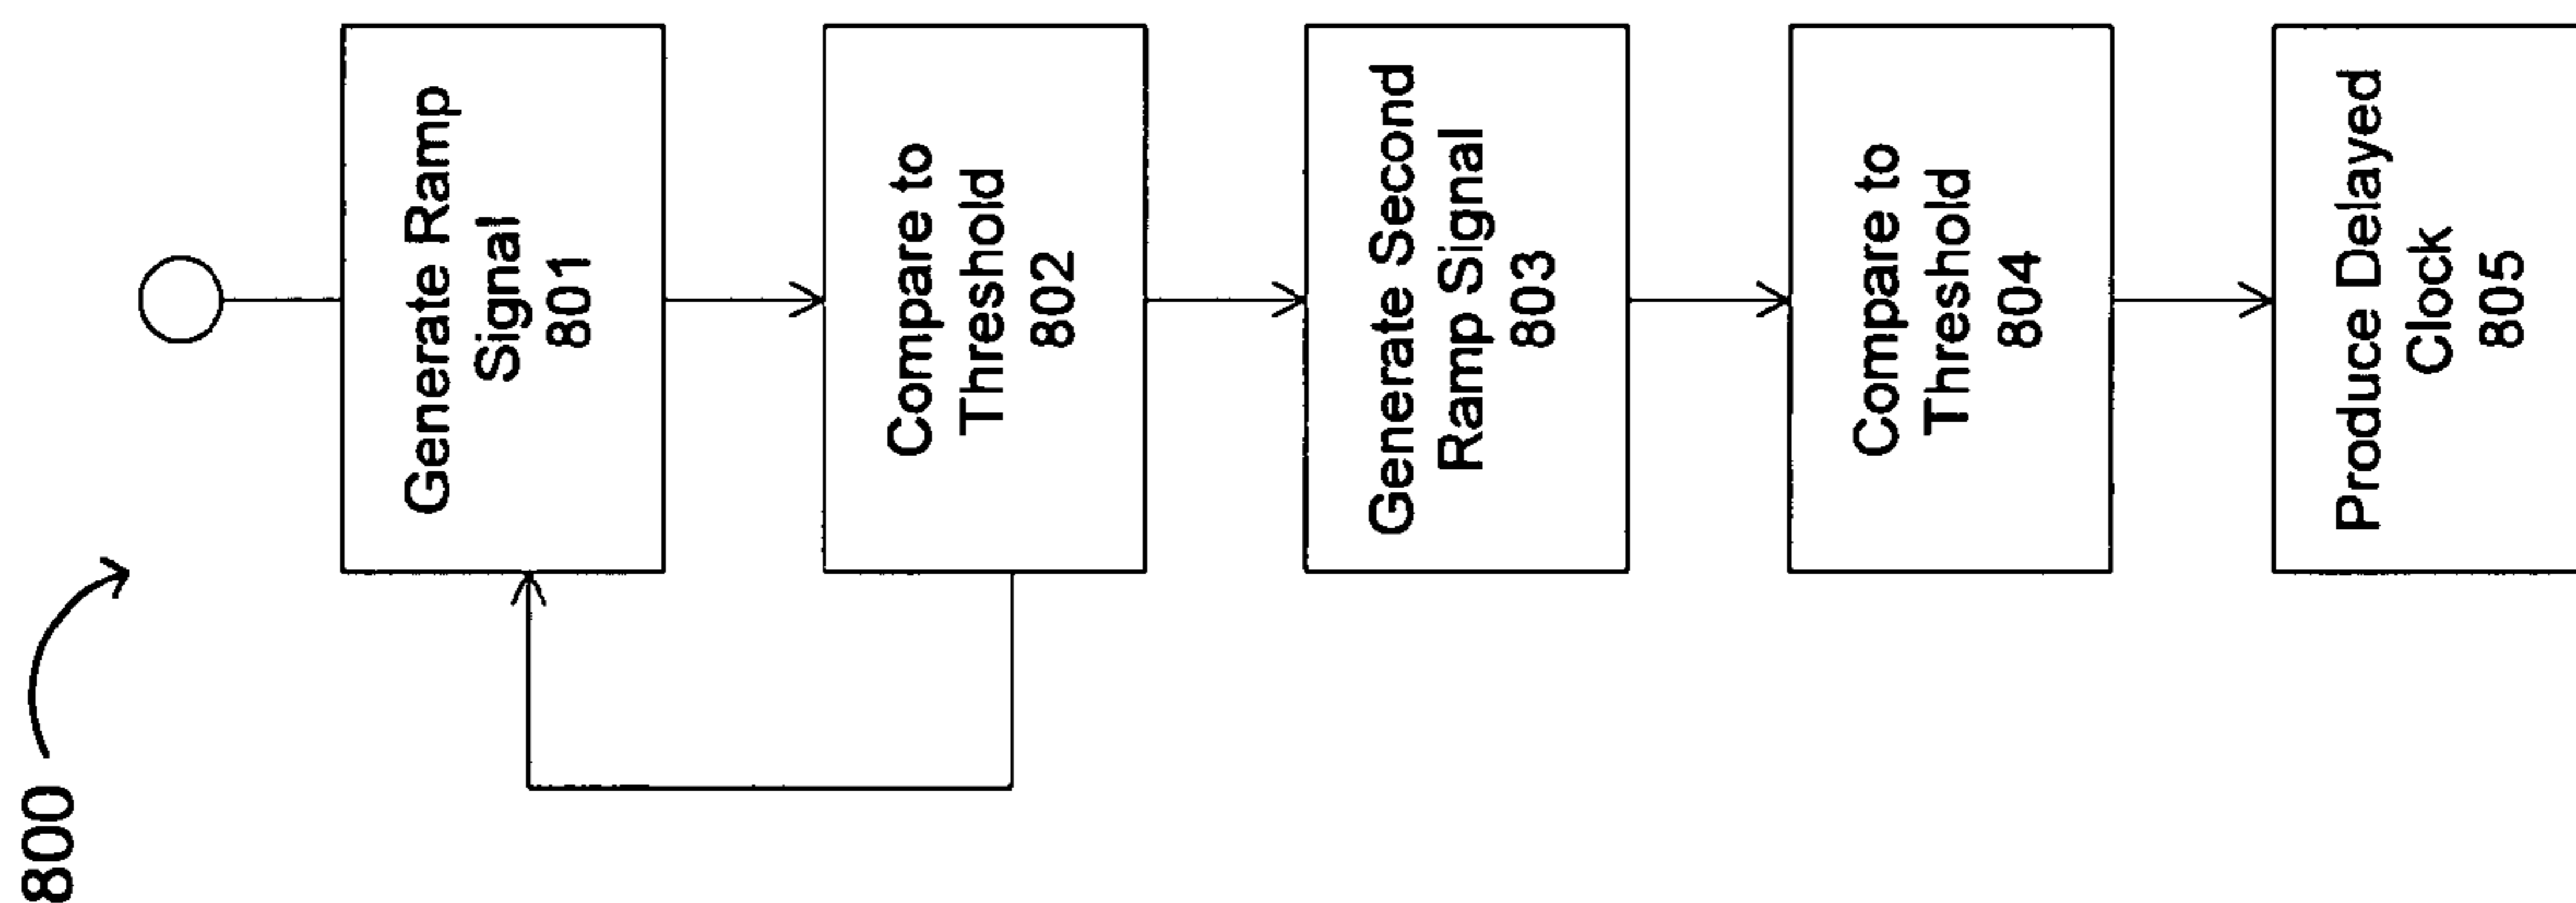 800
Generate Ramp
Signal
801
Compare to
Threshold
802
Generate Second
Ramp Signal
803
Compare to
Threshold
804
Produce Delayed
Clock
805